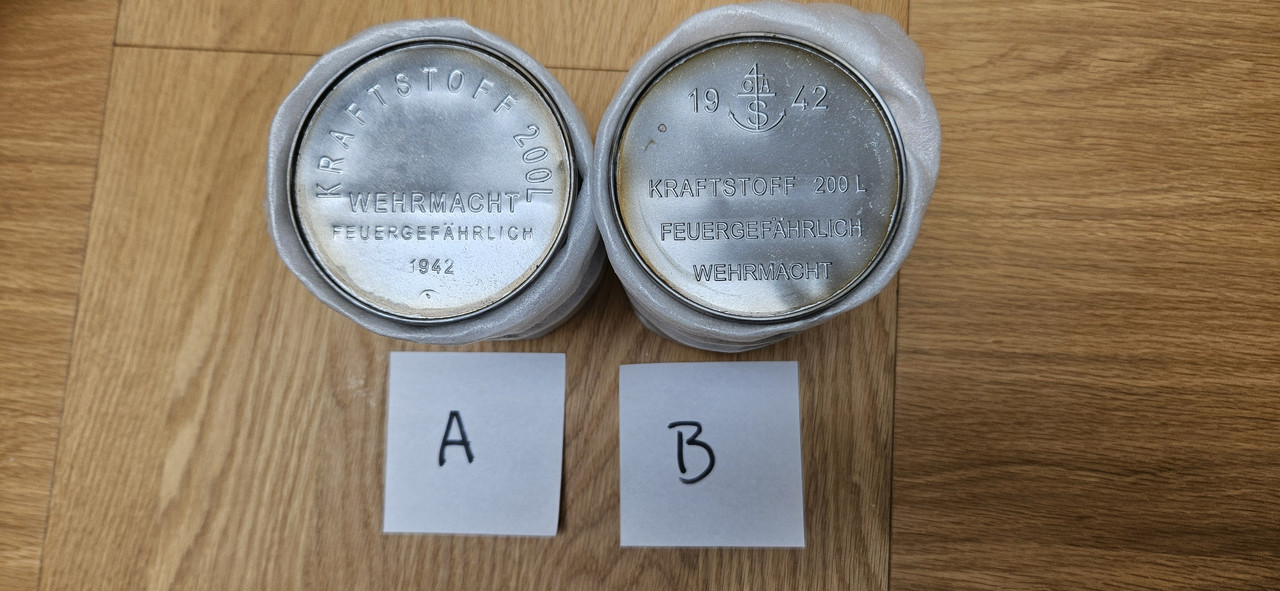 KRAFTSTOFF 200L
WEHRMACHT
FEUERGEFÄHRLICH
1942
19 42
S
KRAFTSTOFF 200 L
FEUERGEFÄHRLICH
WEHRMACHT
A
B